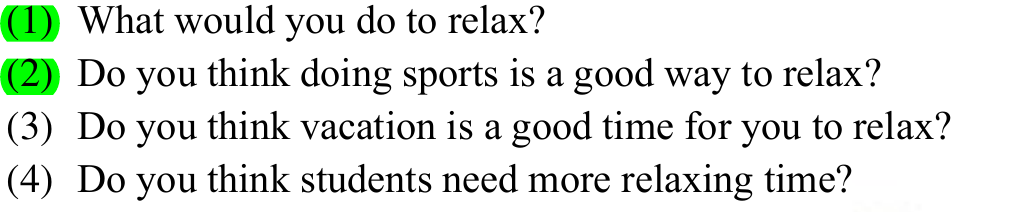 (1) What would you do to relax?
(2) Do you think doing sports is a good way to relax?
(3) Do you think vacation is a good time for you to relax?
(4) Do you think students need more relaxing time?